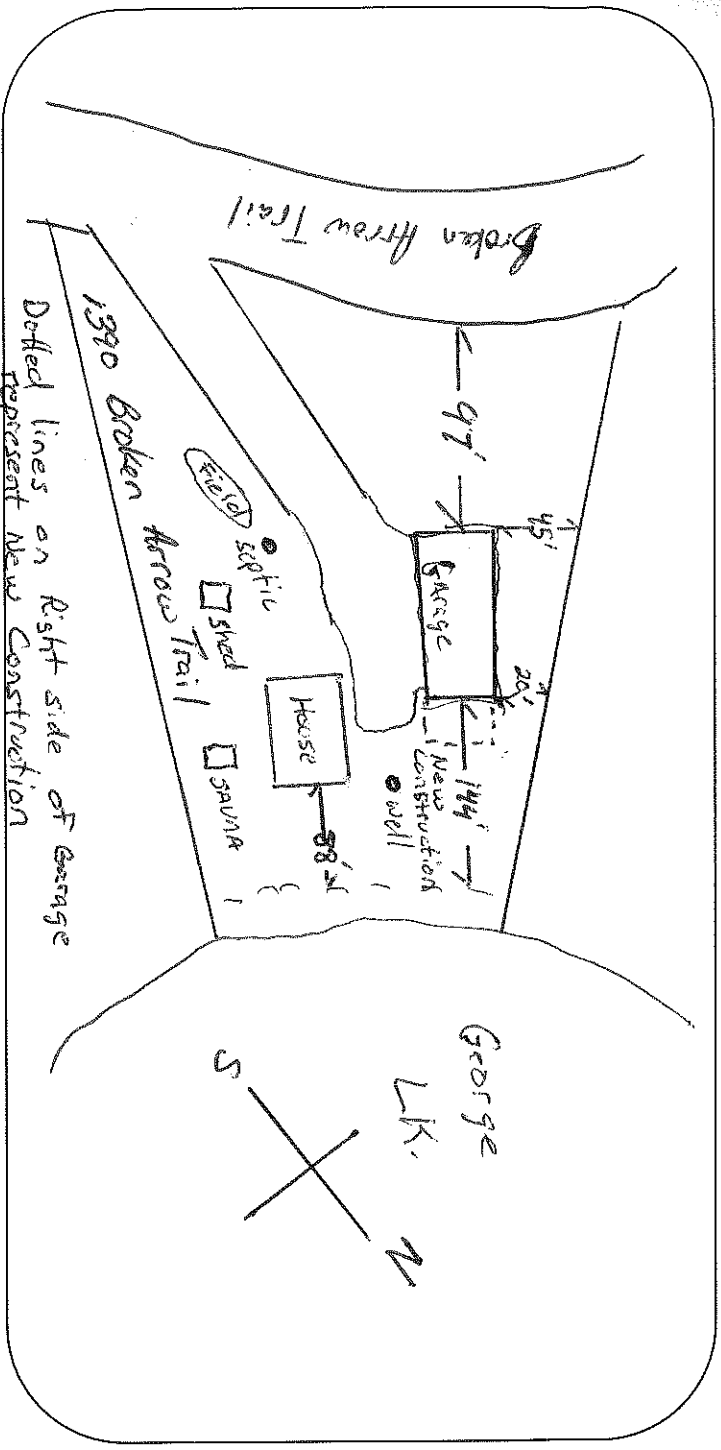 Broken Arrow Trail
97'
45'
Garage
20'
144'
New
Construction
well
House
88'
Field
septic
shed
SAUNA
1390 Broken Arrow Trail
George
LK.
S
N
Dotted lines on Right side of Garage
represent New Construction